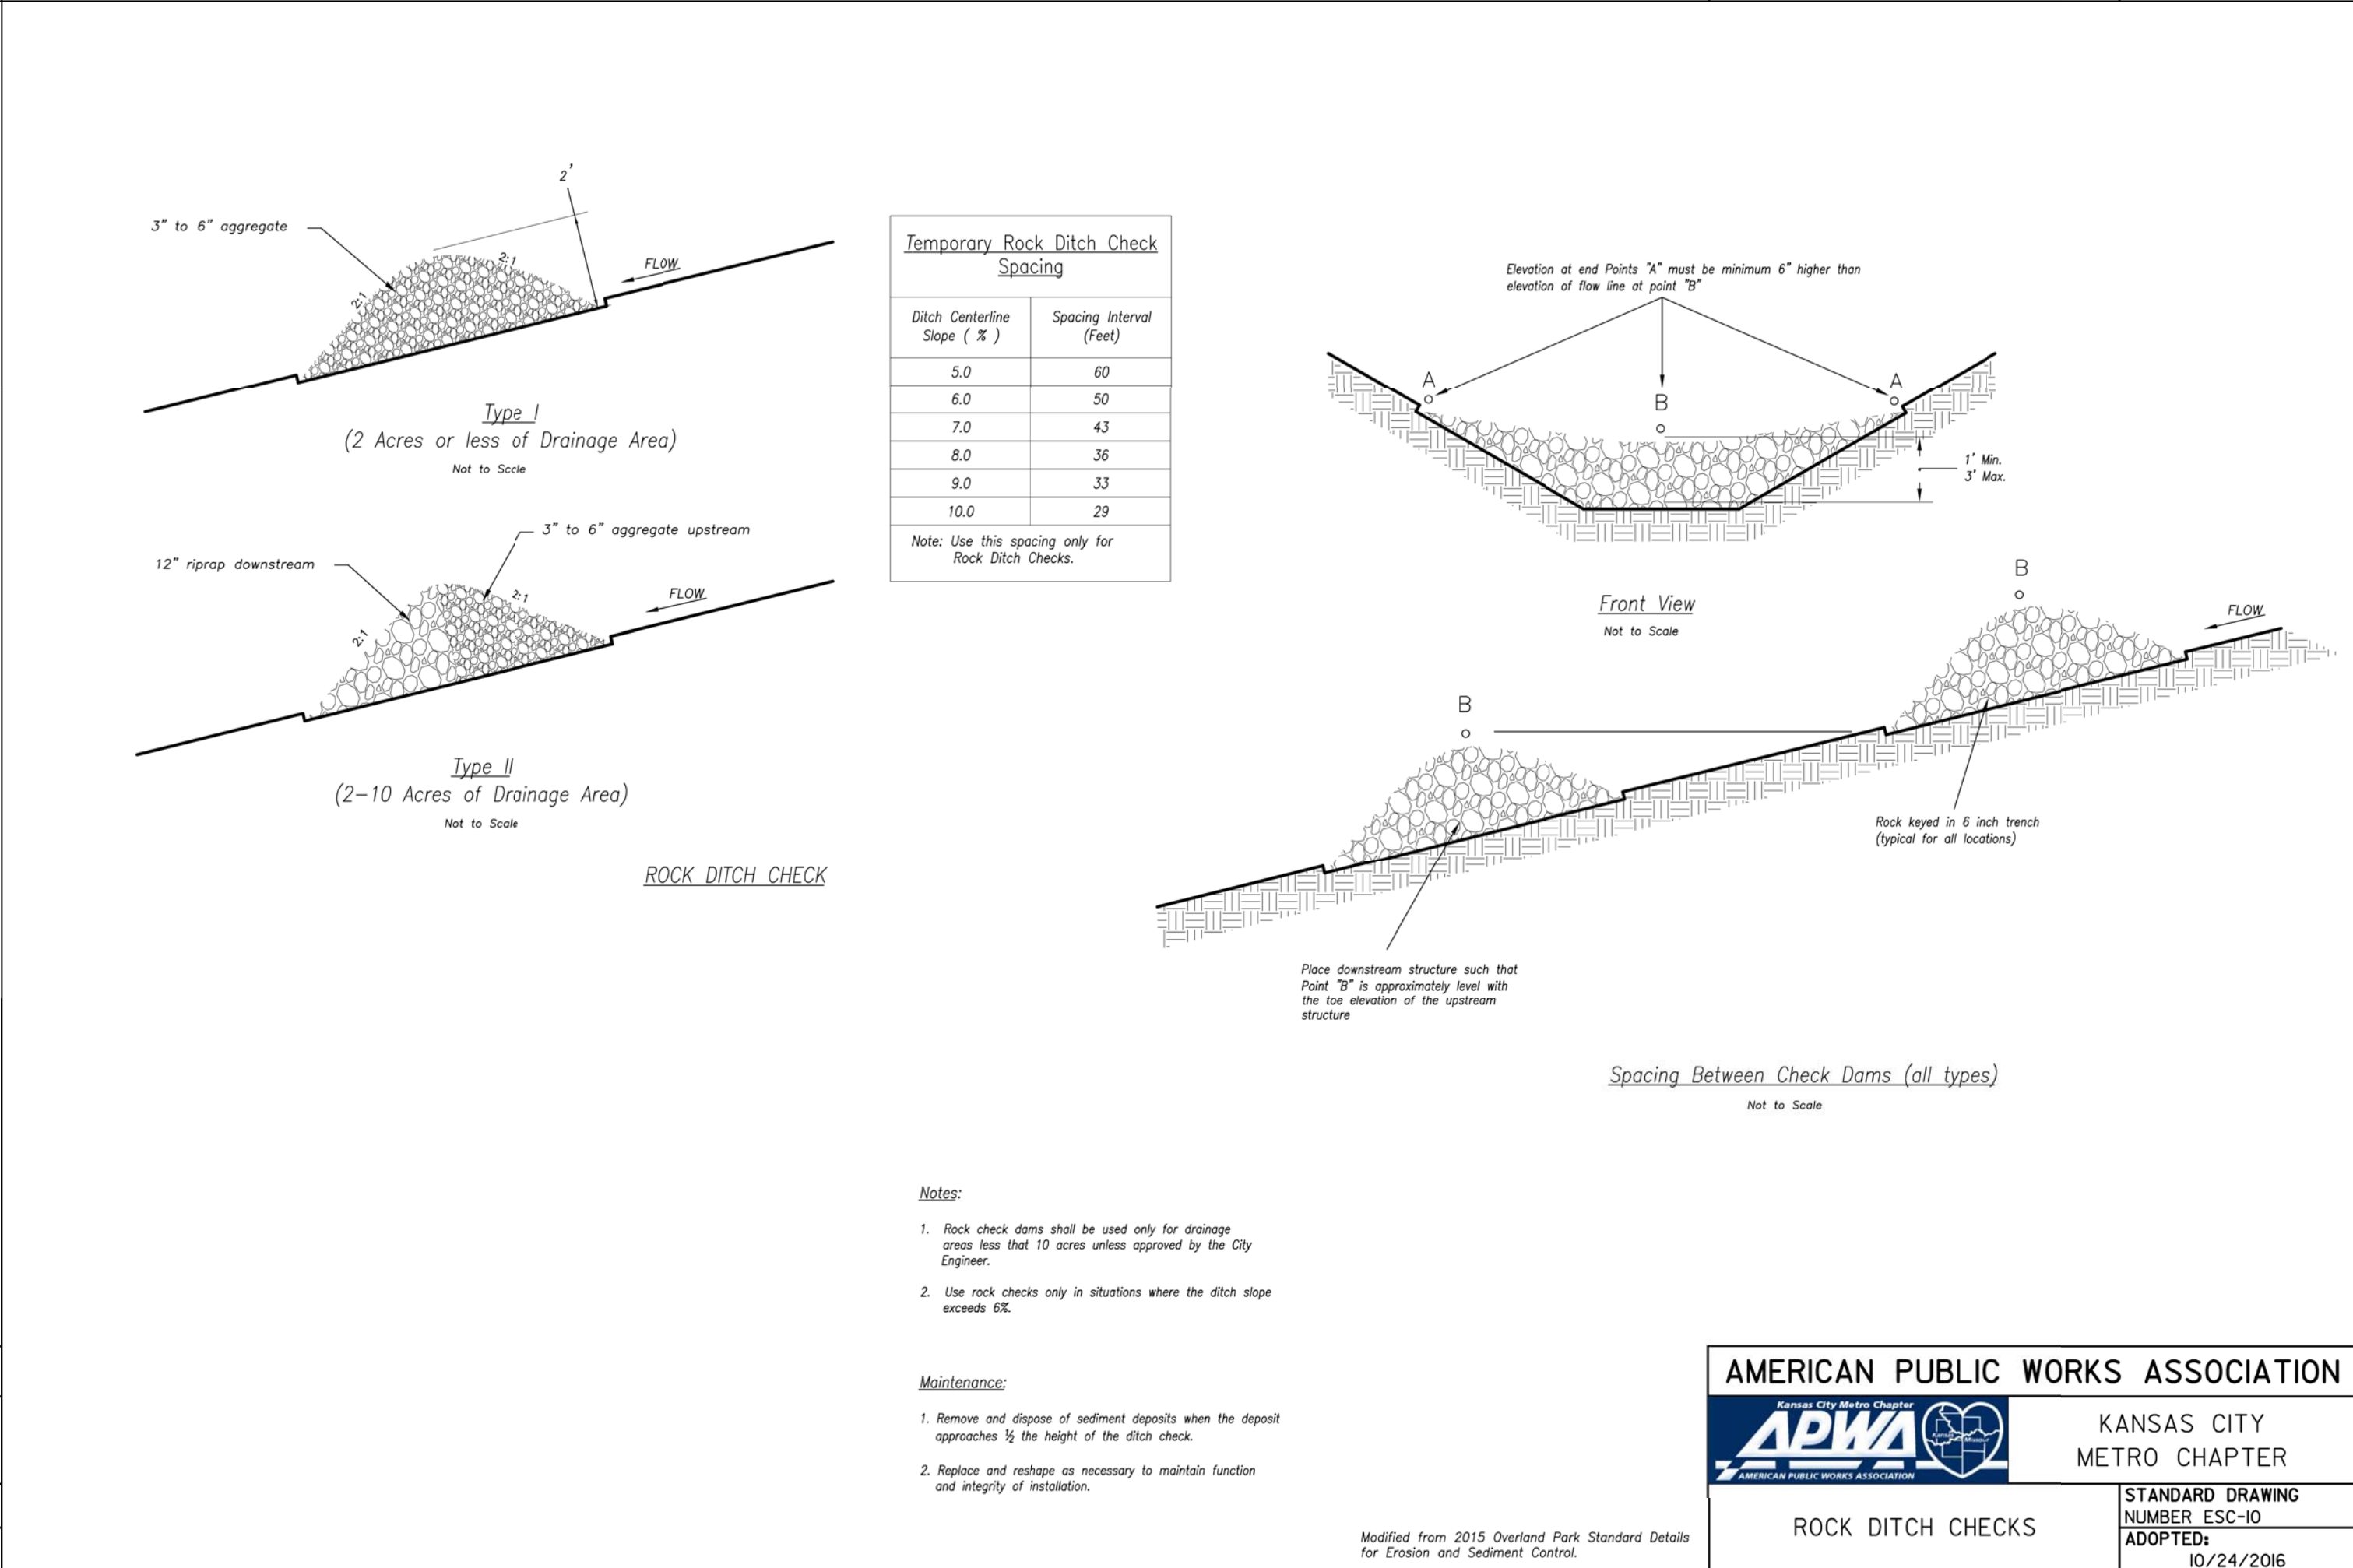 2'
3" to 6" aggregate
2:1
FLOW
2:1
Type I
(2 Acres or less of Drainage Area)
Not to Sccle
3" to 6" aggregate upstream
12" riprap downstream
2:1
FLOW
2:1
Type II
(2-10 Acres of Drainage Area)
Not to Scale
ROCK DITCH CHECK
Temporary Rock Ditch Check
Spacing
Ditch Centerline
Slope ( % )
Spacing Interval
(Feet)
5.0 60
6.0 50
7.0 43
8.0 36
9.0 33
10.0 29
Note: Use this spacing only for
Rock Ditch Checks.
Elevation at end Points "A" must be minimum 6" higher than
elevation of flow line at point "B"
A
B
A
1' Min.
3' Max.
Front View
Not to Scale
B
FLOW
B
Rock keyed in 6 inch trench
(typical for all locations)
Place downstream structure such that
Point "B" is approximately level with
the toe elevation of the upstream
structure
Spacing Between Check Dams (all types)
Not to Scale
Notes:
1. Rock check dams shall be used only for drainage
areas less that 10 acres unless approved by the City
Engineer.
2. Use rock checks only in situations where the ditch slope
exceeds 6%.
Maintenance:
1. Remove and dispose of sediment deposits when the deposit
approaches ½ the height of the ditch check.
2. Replace and reshape as necessary to maintain function
and integrity of installation.
Modified from 2015 Overland Park Standard Details
for Erosion and Sediment Control.
AMERICAN PUBLIC WORKS ASSOCIATION
Kansas City Metro Chapter
APWA
Kansas
Missouri
AMERICAN PUBLIC WORKS ASSOCIATION
KANSAS CITY
METRO CHAPTER
ROCK DITCH CHECKS
STANDARD DRAWING
NUMBER ESC-10
ADOPTED:
10/24/2016